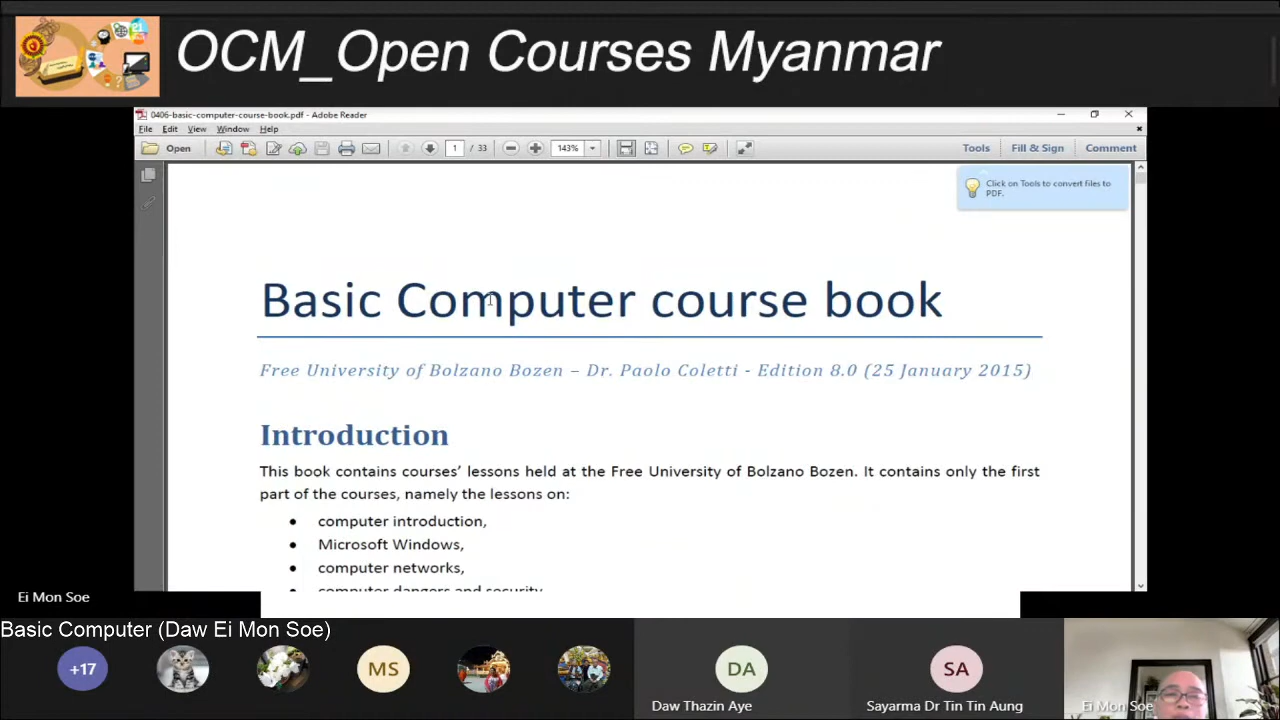 OCM_Open Courses Myanmar
0406-basic-computer-course-book.pdf - Adobe Reader
File Edit View Window Help
Open 1 / 33 143% Tools Fill & Sign Comment
Click on Tools to convert files to
PDF.
Basic Computer course book
Free University of Bolzano Bozen – Dr. Paolo Coletti - Edition 8.0 (25 January 2015)
Introduction
This book contains courses’ lessons held at the Free University of Bolzano Bozen. It contains only the first
part of the courses, namely the lessons on:
• computer introduction,
• Microsoft Windows,
• computer networks,
• computer dangers and security
Ei Mon Soe
Basic Computer (Daw Ei Mon Soe)
+17
MS
DA
SA
Daw Thazin Aye
Sayarma Dr Tin Tin Aung
Ei Mon Soe